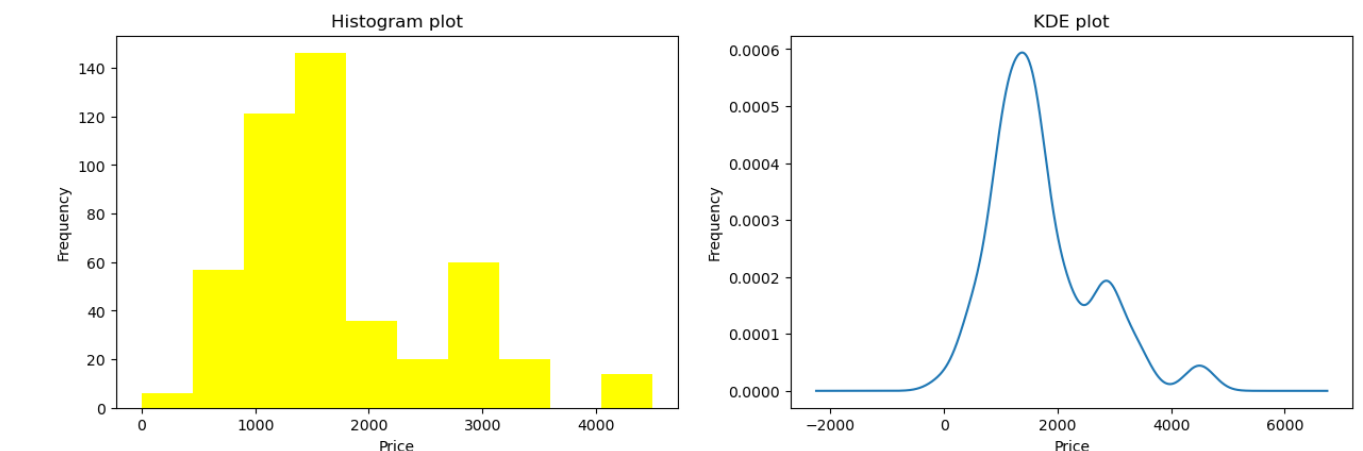 Histogram plot
140
120
100
80
60
40
20
0
Frequency
0 1000 2000 3000 4000
Price
KDE plot
0.0006
0.0005
0.0004
0.0003
0.0002
0.0001
0.0000
Frequency
−2000 0 2000 4000 6000
Price